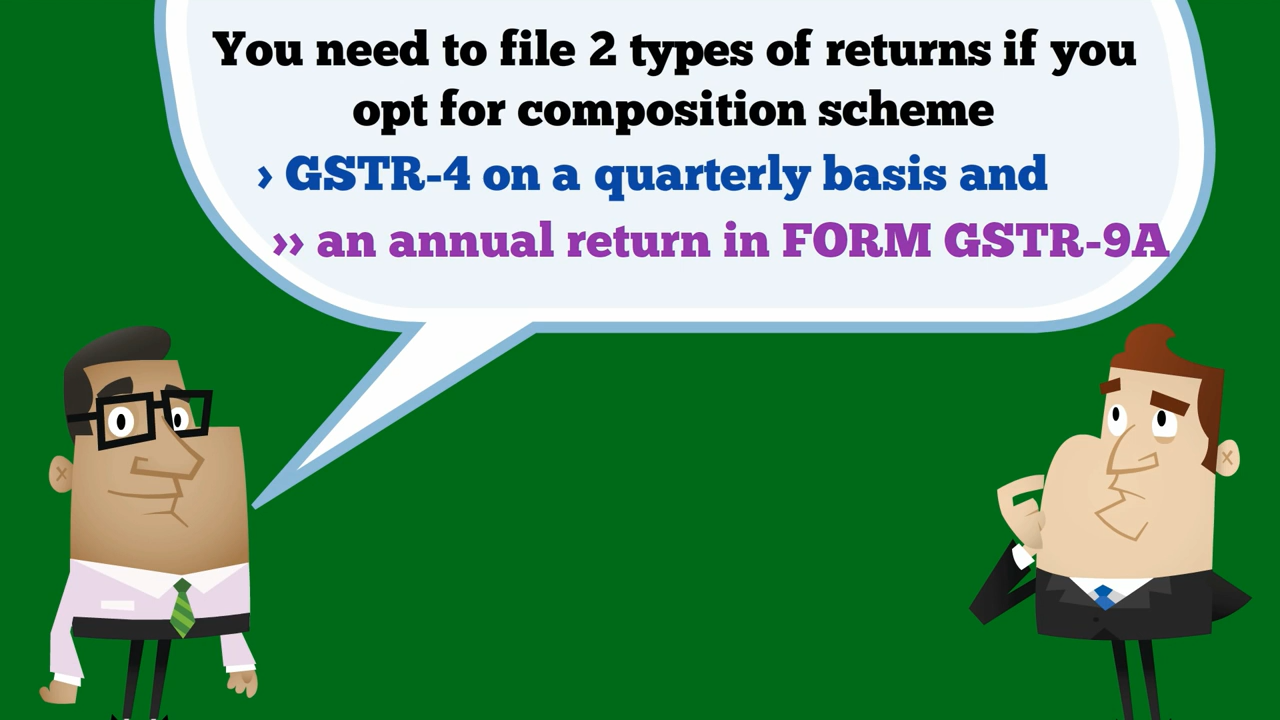 You need to file 2 types of returns if you
opt for composition scheme
› GSTR-4 on a quarterly basis and
›› an annual return in FORM GSTR-9A